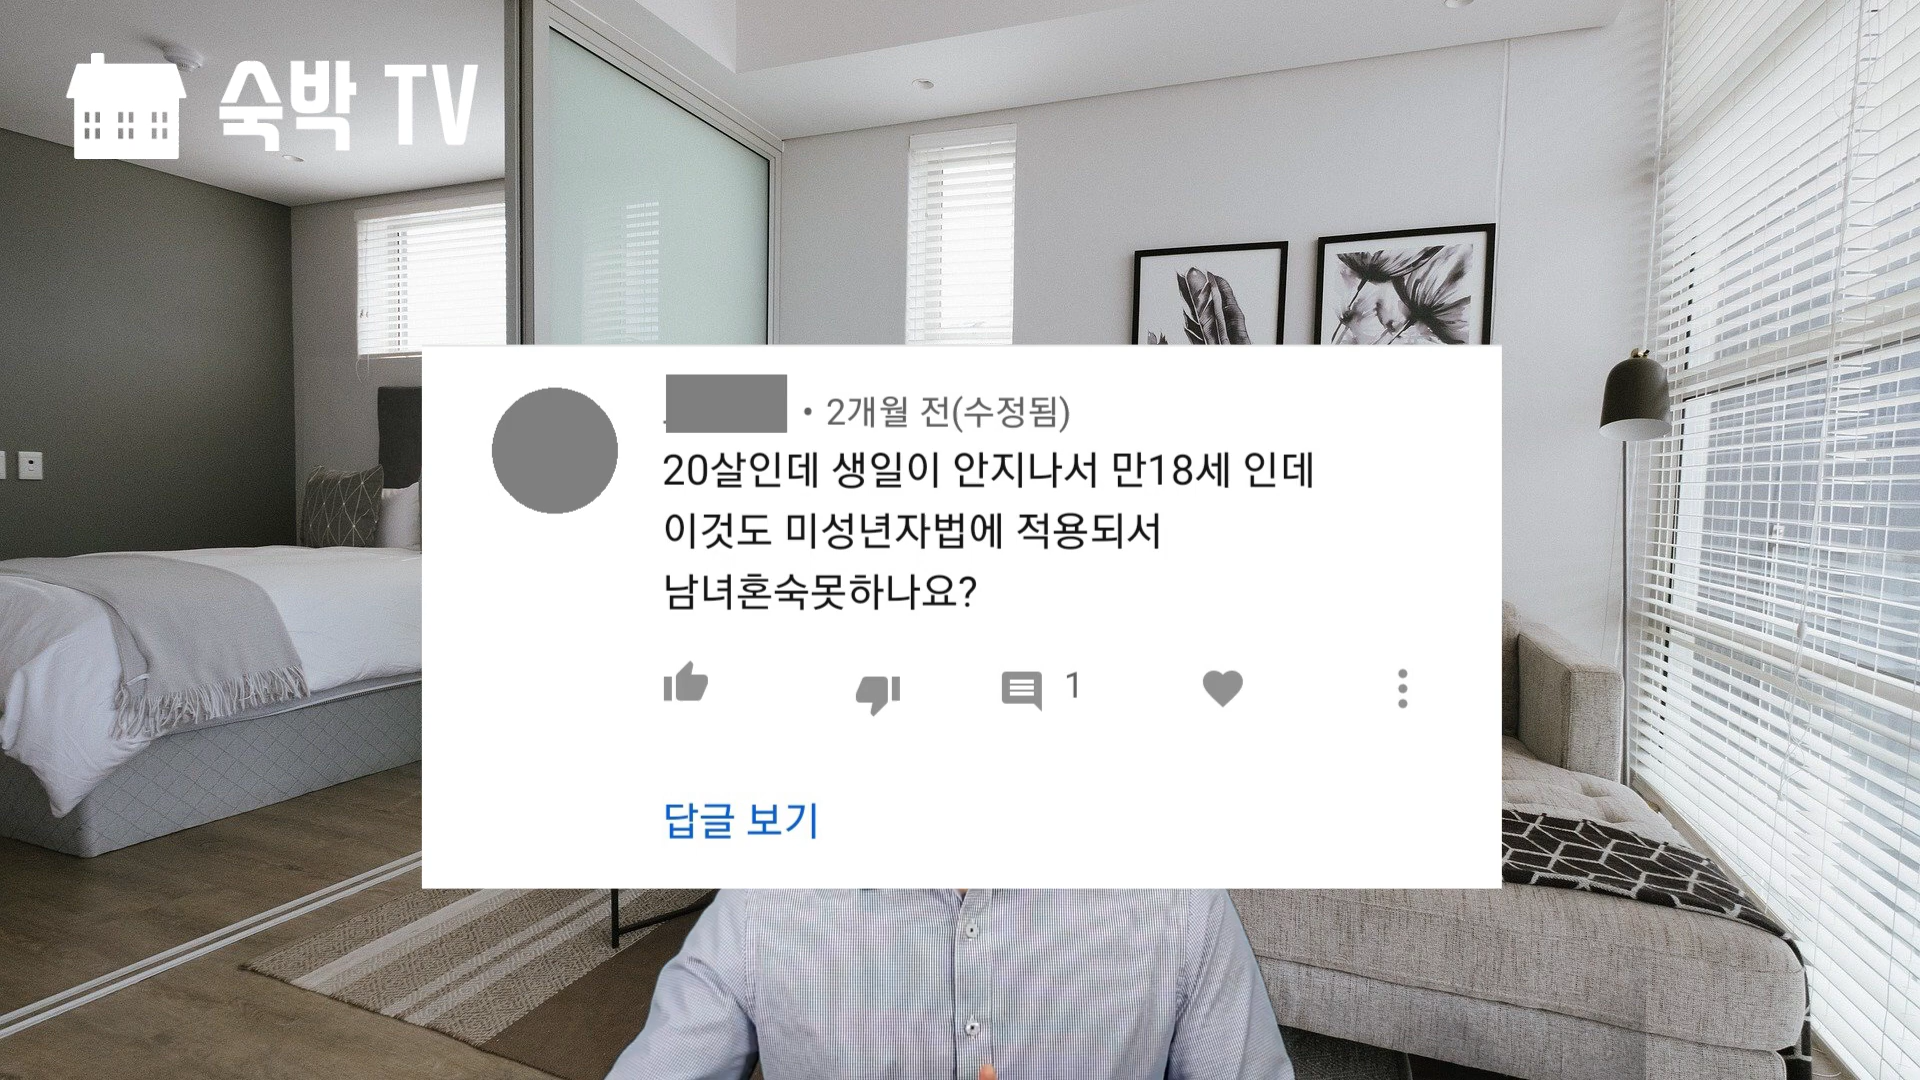 숙박 TV
• 2개월 전(수정됨)
20살인데 생일이 안지나서 만18세 인데
이것도 미성년자법에 적용되서
남녀혼숙못하나요?
1
답글 보기